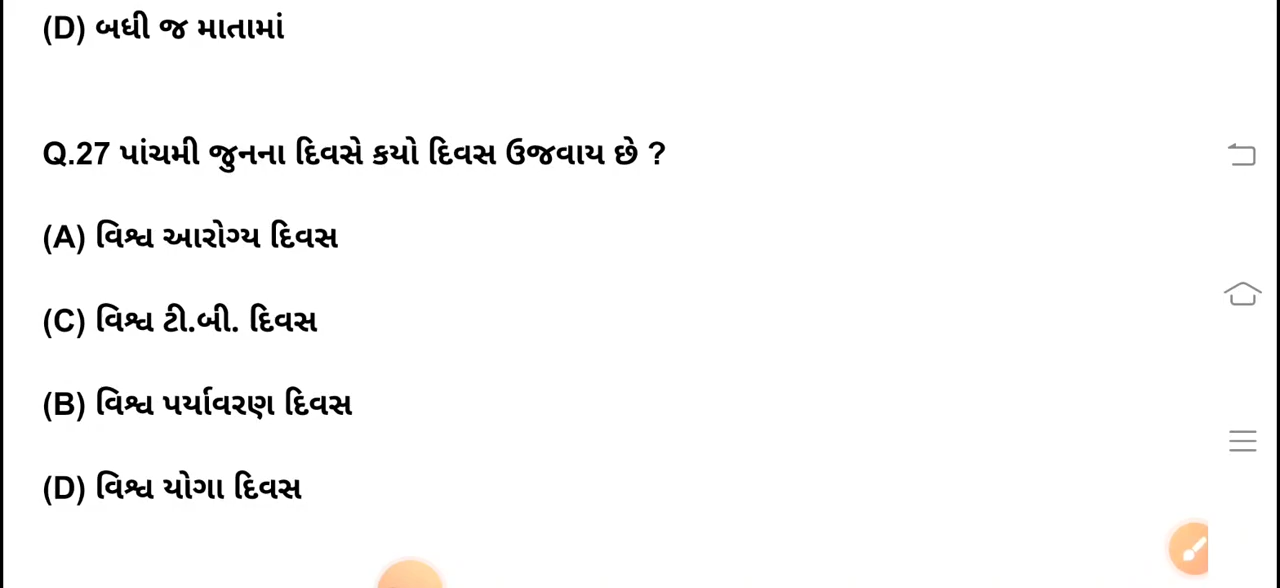 (D) બધી જ માતામાં
Q.27 પાંચમી જુનના દિવસે કયો દિવસ ઉજવાય છે ?
(A) વિશ્વ આરોગ્ય દિવસ
(C) વિશ્વ ટી.બી. દિવસ
(B) વિશ્વ પર્યાવરણ દિવસ
(D) વિશ્વ યોગા દિવસ